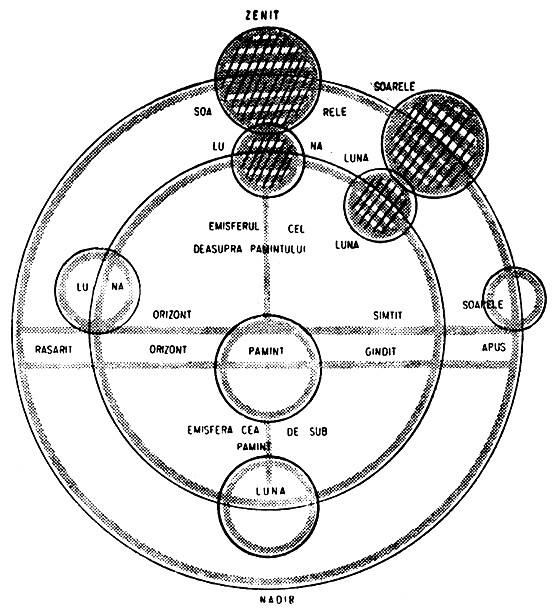 ZENIT
SOARELE
SOA RELE
LU NA
LUNA
EMISFERUL CEL
LUNA
DEASUPRA PAMINTULUI
LU NA
SOARELE
ORIZONT SIMTIT
RASARIT ORIZONT PAMINT GINDIT APUS
EMISFERA CEA DE SUB
PAMINT
LUNA
NADIR